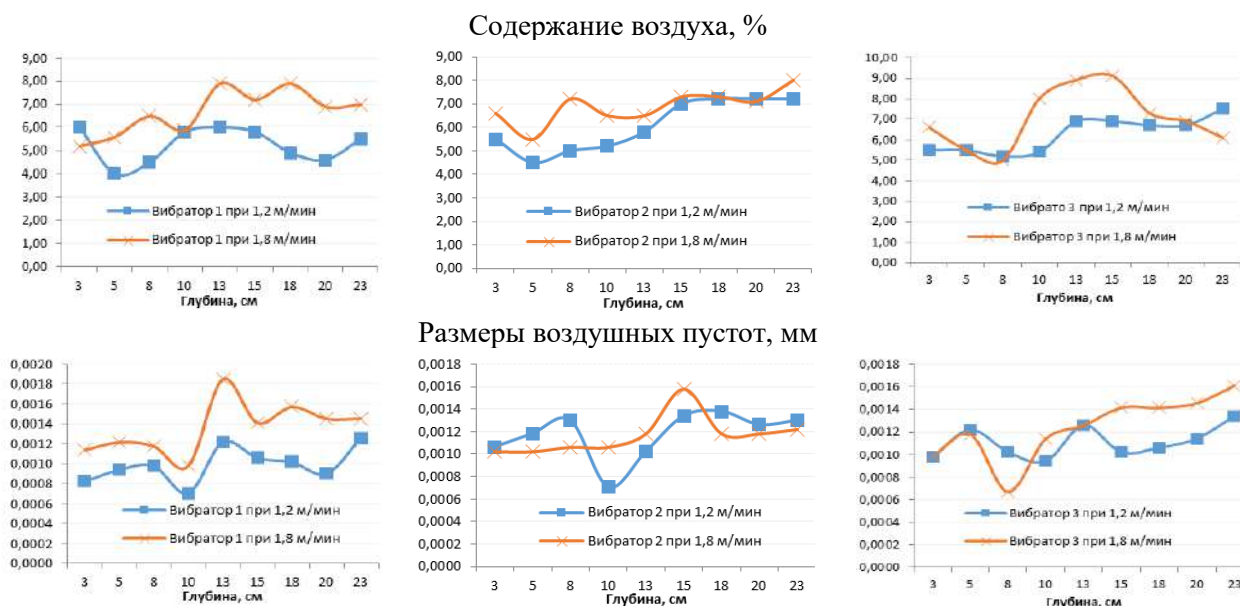 Содержание воздуха, %
9,00
8,00
7,00
6,00
5,00
4,00
3,00
2,00
1,00
0,00
Вибратор 1 при 1,2 м/мин
Вибратор 1 при 1,8 м/мин
3 5 8 10 13 15 18 20 23
Глубина, см
9,00
8,00
7,00
6,00
5,00
4,00
3,00
2,00
1,00
0,00
Вибратор 2 при 1,2 м/мин
Вибратор 2 при 1,8 м/мин
3 5 8 10 13 15 18 20 23
Глубина, см
10,00
9,00
8,00
7,00
6,00
5,00
4,00
3,00
2,00
1,00
0,00
Вибрато 3 при 1,2 м/мин
Вибратор 3 при 1,8 м/мин
3 5 8 10 13 15 18 20 23
Глубина, см
Размеры воздушных пустот, мм
0,0020
0,0018
0,0016
0,0014
0,0012
0,0010
0,0008
0,0006
0,0004
0,0002
0,0000
Вибратор 1 при 1,2 м/мин
Вибратор 1 при 1,8 м/мин
3 5 8 10 13 15 18 20 23
Глубина, см
0,0018
0,0016
0,0014
0,0012
0,0010
0,0008
0,0006
0,0004
0,0002
0,0000
Вибратор 2 при 1,2 м/мин
Вибратор 2 при 1,8 м/мин
3 5 8 10 13 15 18 20 23
Глубина, см
0,0018
0,0016
0,0014
0,0012
0,0010
0,0008
0,0006
0,0004
0,0002
0,0000
Вибратор 3 при 1,2 м/мин
Вибратор 3 при 1,8 м/мин
3 5 8 10 13 15 18 20 23
Глубина, см